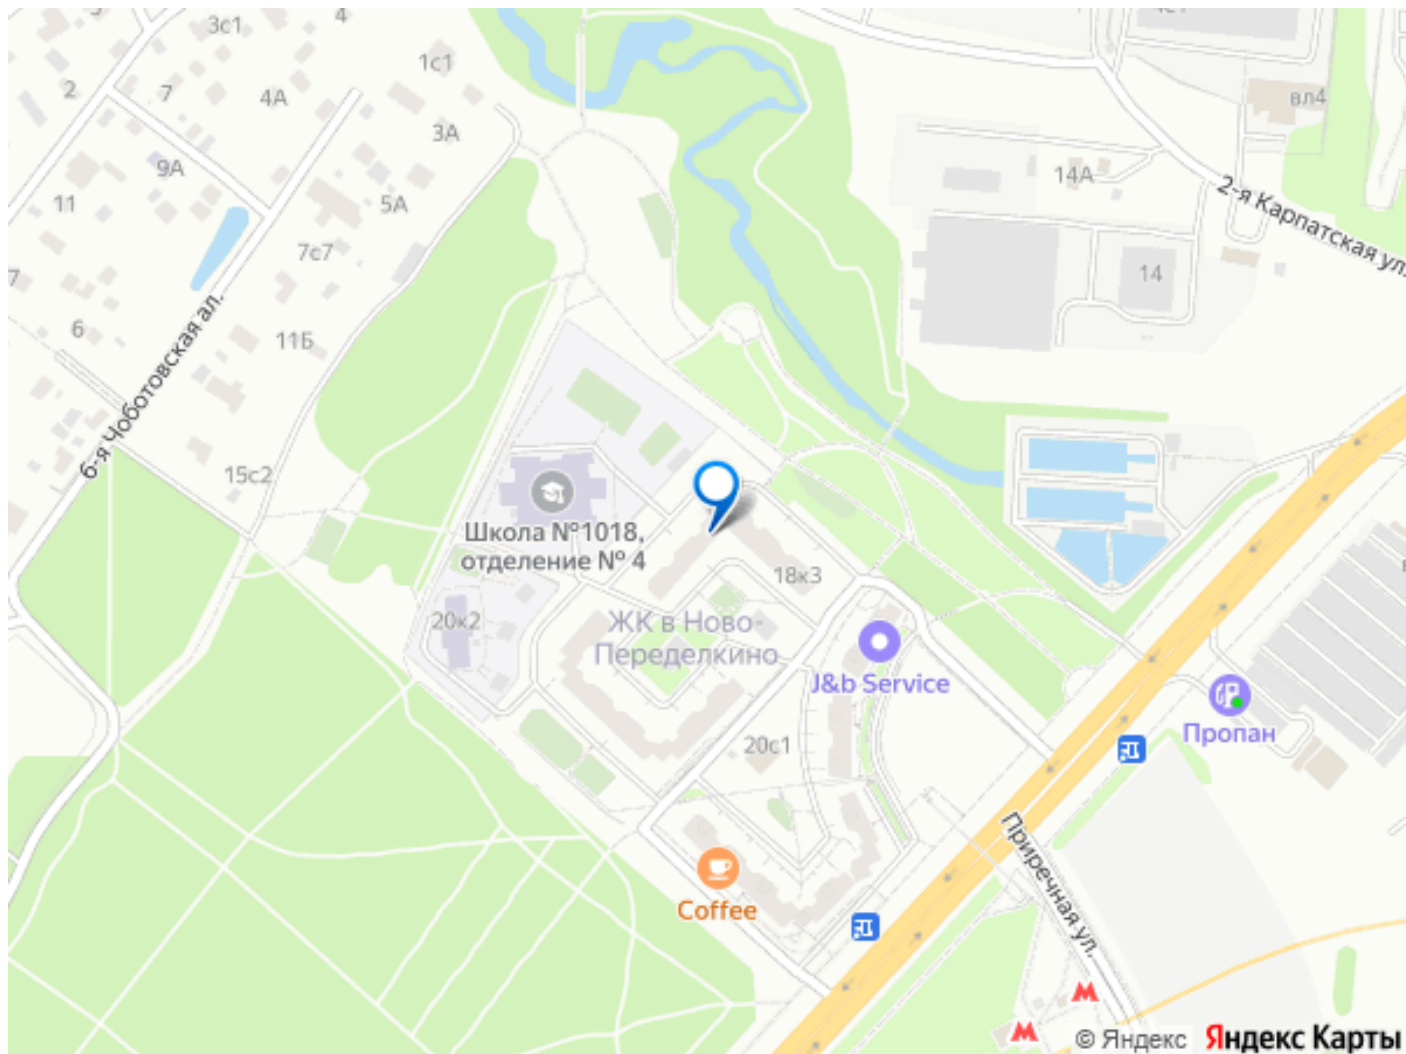 3с1
4
1с1
2
7
4А
3А
9А
11
5А
7с7
7
6
11Б
6-я Чоботовская ал.
15с2
вл4
14А
2-я Карпатская ул.
14
Школа №1018,
отделение № 4
18к3
20к2
ЖК в Ново-
Переделкино
J&b Service
20с1
Пропан
Coffee
Приречная ул.
© Яндекс Яндекс Карты